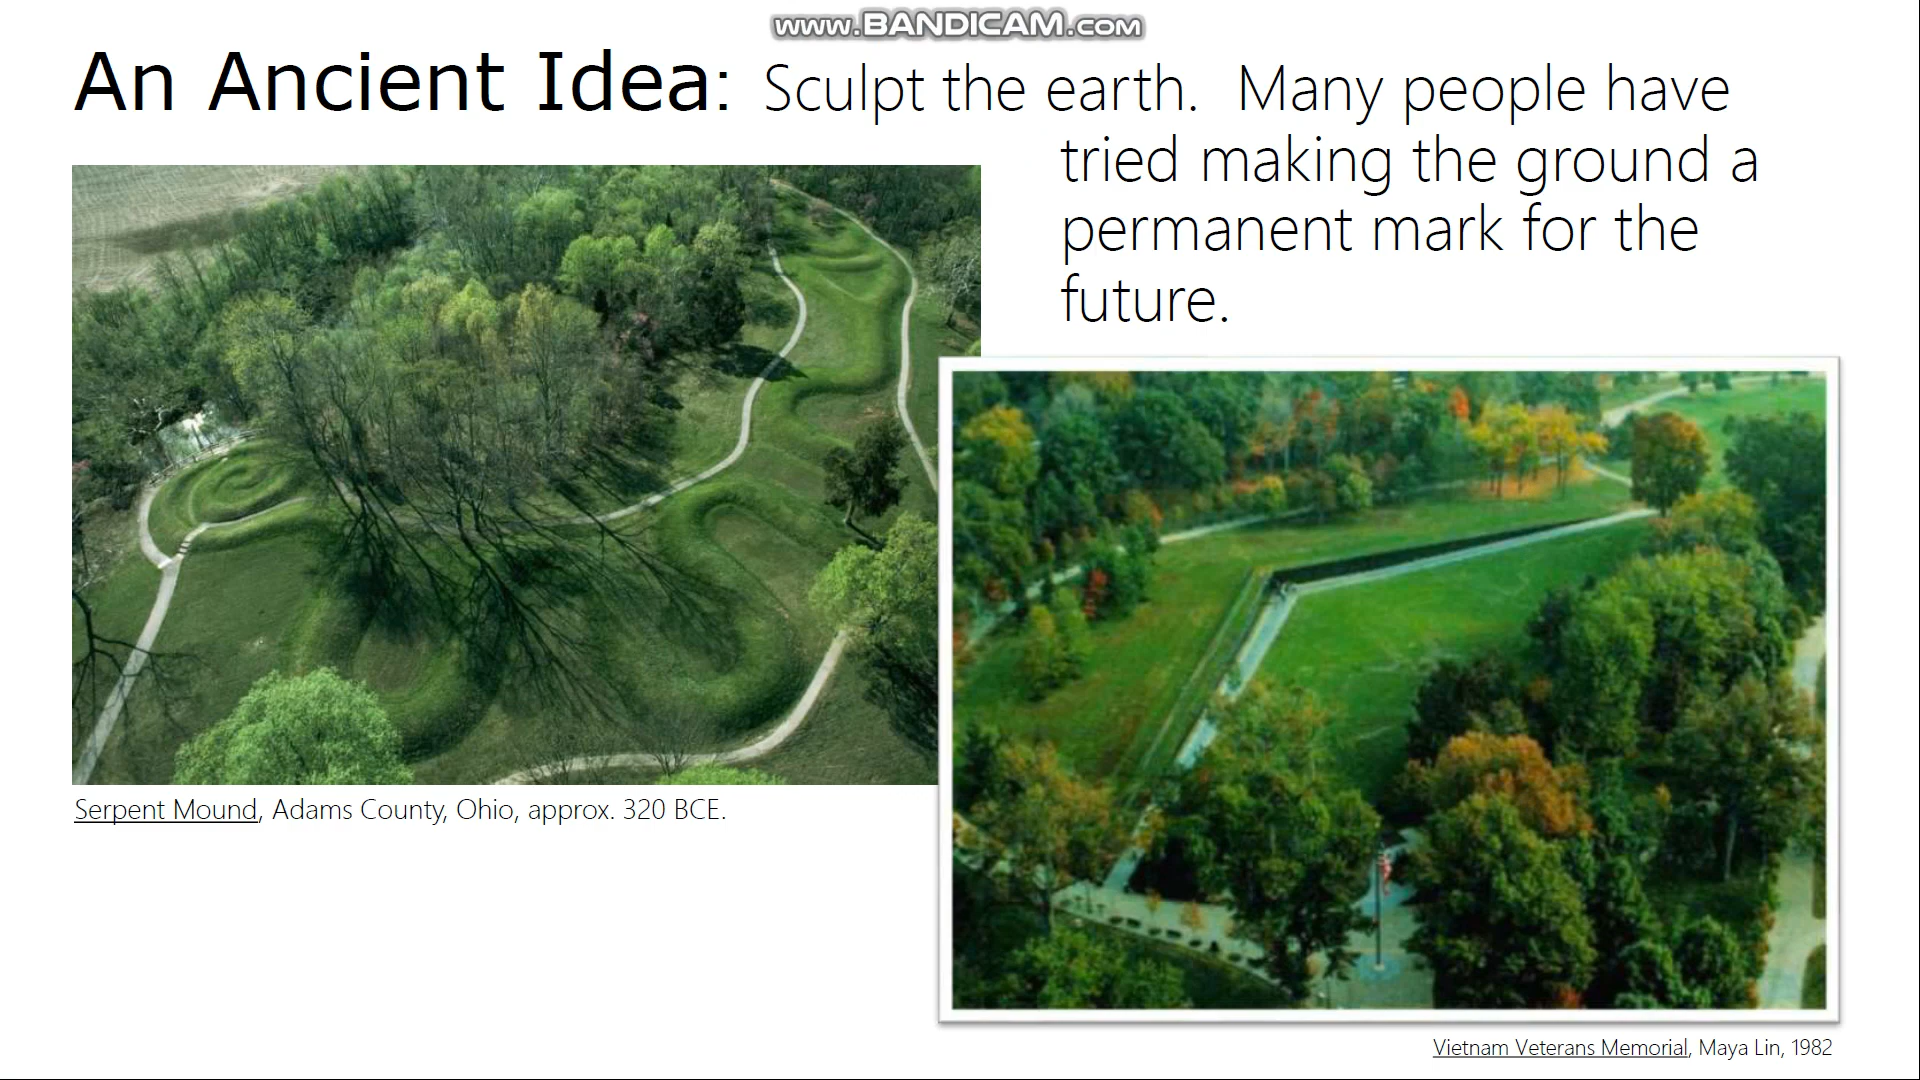 www.BANDICAM.com
An Ancient Idea: Sculpt the earth. Many people have
tried making the ground a
permanent mark for the
future.
Serpent Mound, Adams County, Ohio, approx. 320 BCE.
Vietnam Veterans Memorial, Maya Lin, 1982